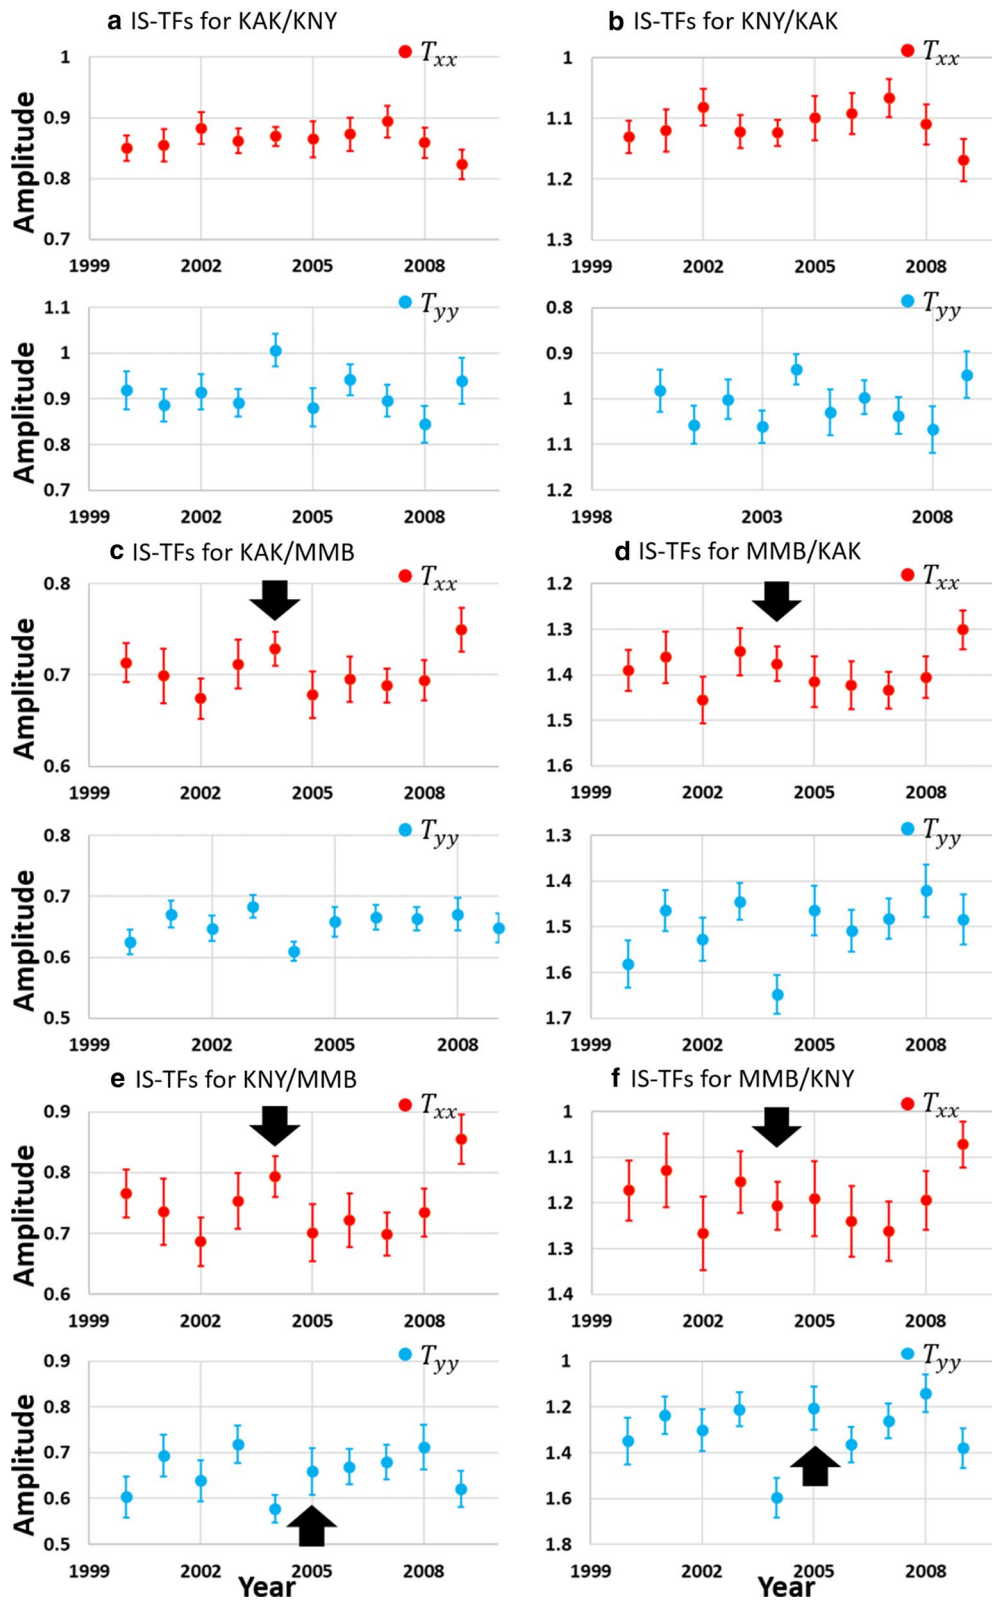 a IS-TFs for KAK/KNY
Txx
Amplitude
1
0.9
0.8
0.7
1999 2002 2005 2008
Tyy
Amplitude
1.1
1
0.9
0.8
0.7
1999 2002 2005 2008
b IS-TFs for KNY/KAK
Txx
1
1.1
1.2
1.3
1999 2002 2005 2008
Tyy
0.8
0.9
1
1.1
1.2
1998 2003 2008
c IS-TFs for KAK/MMB
Txx
Amplitude
0.8
0.7
0.6
1999 2002 2005 2008
Tyy
Amplitude
0.8
0.7
0.6
0.5
1999 2002 2005 2008
d IS-TFs for MMB/KAK
Txx
1.2
1.3
1.4
1.5
1.6
1999 2002 2005 2008
Tyy
1.3
1.4
1.5
1.6
1.7
1999 2002 2005 2008
e IS-TFs for KNY/MMB
Txx
Amplitude
0.9
0.8
0.7
0.6
1999 2002 2005 2008
Tyy
Amplitude
0.9
0.8
0.7
0.6
0.5
1999 2002 2005 2008
Year
f IS-TFs for MMB/KNY
Txx
1
1.1
1.2
1.3
1.4
1999 2002 2005 2008
Tyy
1
1.2
1.4
1.6
1.8
1999 2002 2005 2008
Year